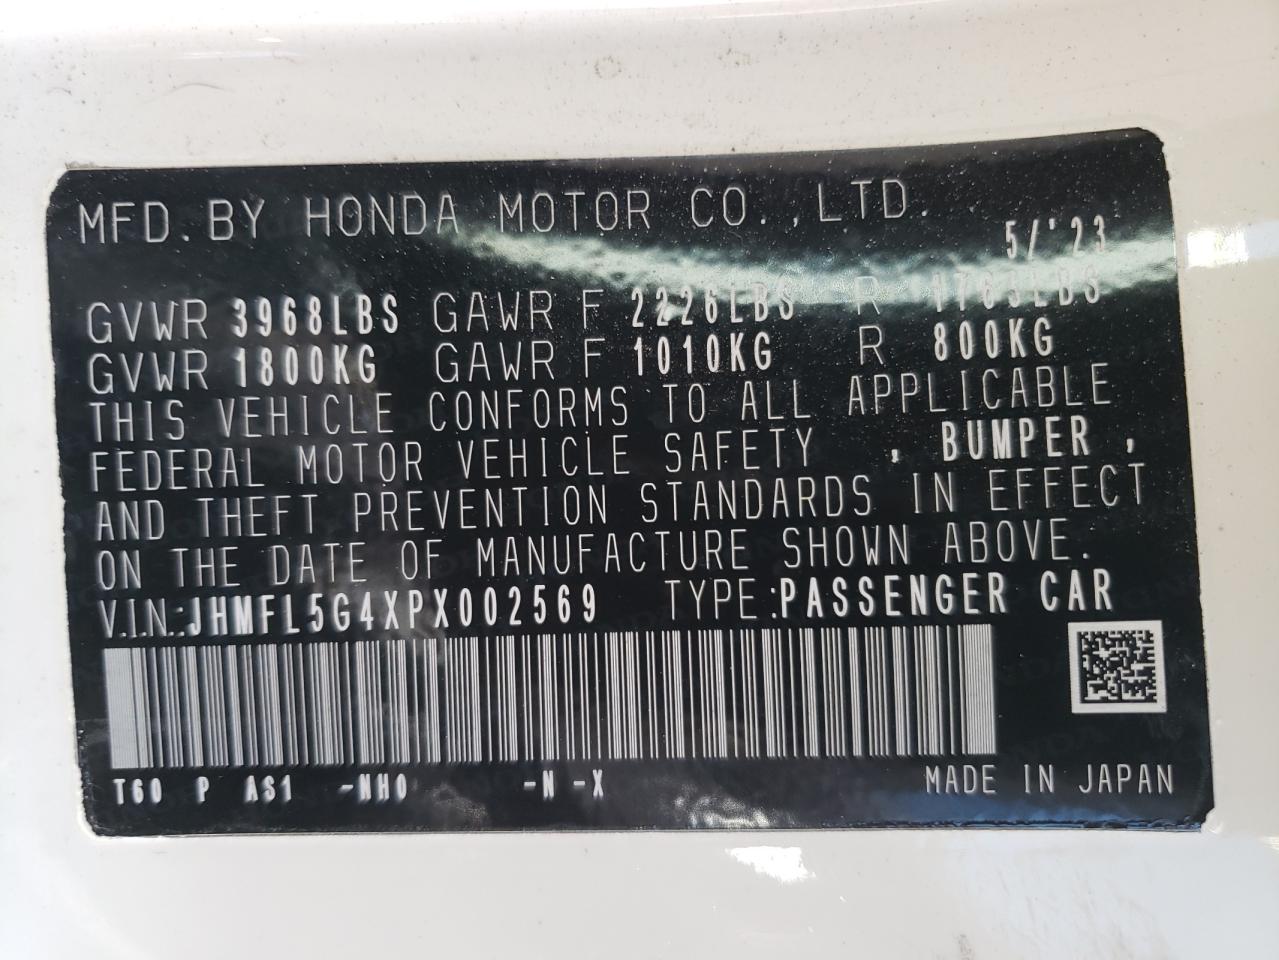 MFD. BY HONDA MOTOR CO., LTD.
5/'23
GVWR 3968LBS GAWR F 2226LBS R 1763LBS
GVWR 1800KG GAWR F 1010KG R 800KG
THIS VEHICLE CONFORMS TO ALL APPLICABLE
FEDERAL MOTOR VEHICLE SAFETY , BUMPER ,
AND THEFT PREVENTION STANDARDS IN EFFECT
ON THE DATE OF MANUFACTURE SHOWN ABOVE.
V.I.N.:JHMFL5G4XPX002569 TYPE:PASSENGER CAR
T60 P AS1 -NH0 -N -X
MADE IN JAPAN